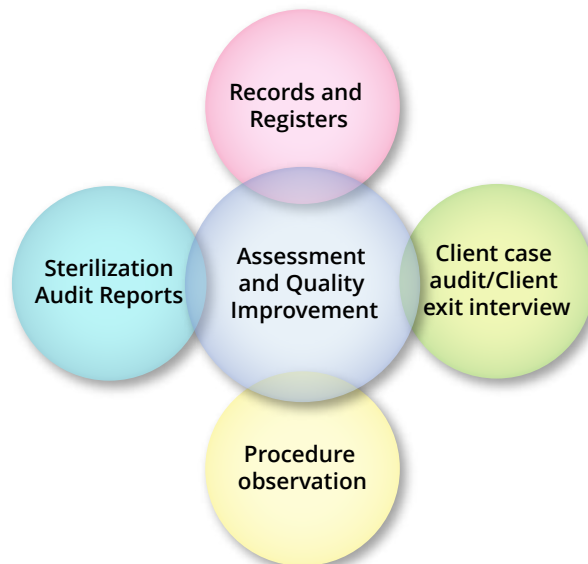 Records and
Registers
Sterilization
Audit Reports
Assessment
and Quality
Improvement
Client case
audit/Client
exit interview
Procedure
observation